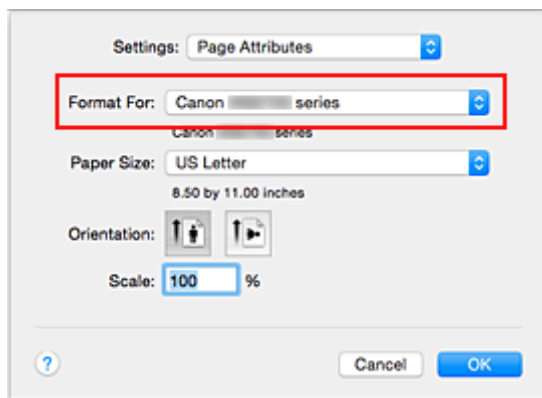 Settings: Page Attributes
Format For: Canon series
Canon series
Paper Size: US Letter
8.50 by 11.00 inches
Orientation:
Scale: 100 %
? Cancel OK